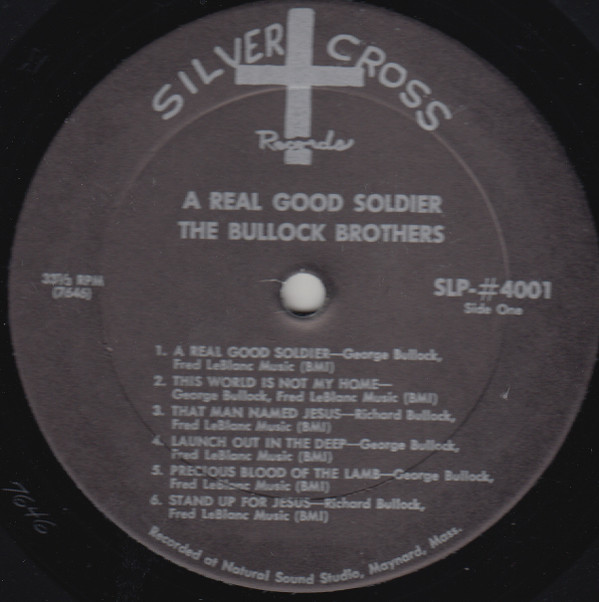 SILVER CROSS
Records
A REAL GOOD SOLDIER
THE BULLOCK BROTHERS
33⅓ RPM
(7646)
SLP-#4001
Side One
1. A REAL GOOD SOLDIER—George Bullock,
Fred LeBlanc Music (BMI)
2. THIS WORLD IS NOT MY HOME—
George Bullock, Fred LeBlanc Music (BMI)
3. THAT MAN NAMED JESUS—Richard Bullock,
Fred LeBlanc Music (BMI)
4. LAUNCH OUT IN THE DEEP—George Bullock,
Fred LeBlanc Music (BMI)
5. PRECIOUS BLOOD OF THE LAMB—George Bullock,
Fred LeBlanc Music (BMI)
6. STAND UP FOR JESUS—Richard Bullock,
Fred LeBlanc Music (BMI)
7646
Recorded at Natural Sound Studio, Maynard, Mass.